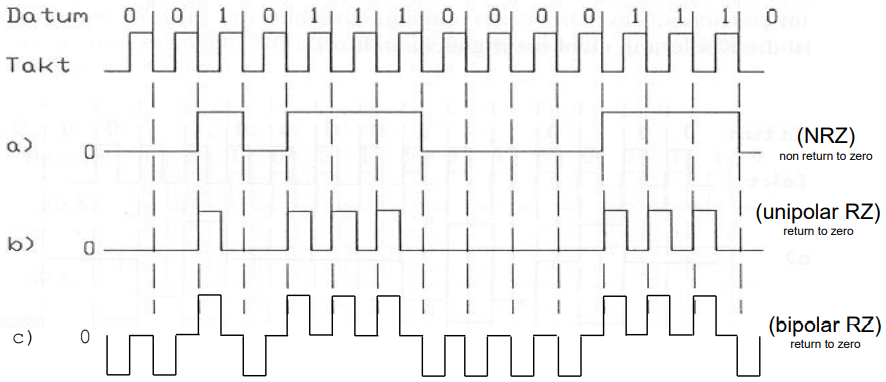 Datum 0 0 1 0 1 1 1 0 0 0 0 1 1 1 0
Takt
a) 0 (NRZ)
non return to zero
b) 0 (unipolar RZ)
return to zero
c) 0 (bipolar RZ)
return to zero